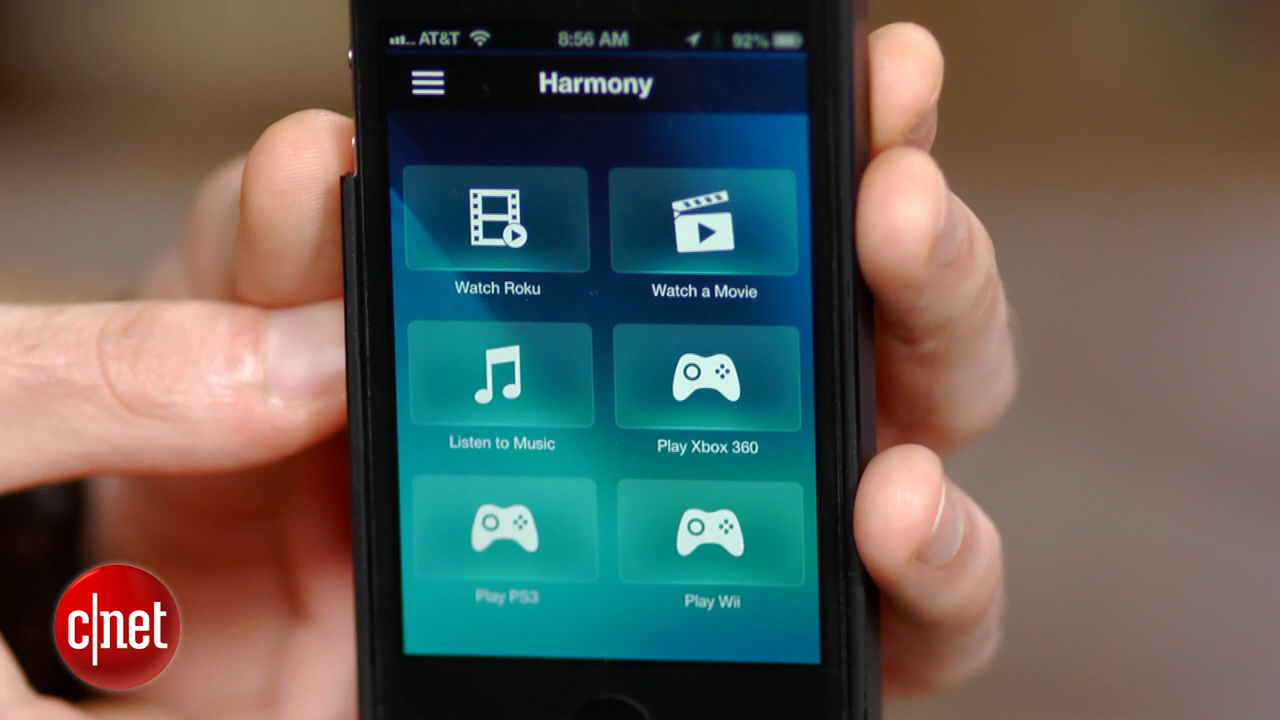 AT&T 8:56 AM 92%
Harmony
Watch Roku Watch a Movie
Listen to Music Play Xbox 360
Play PS3 Play Wii
c|net